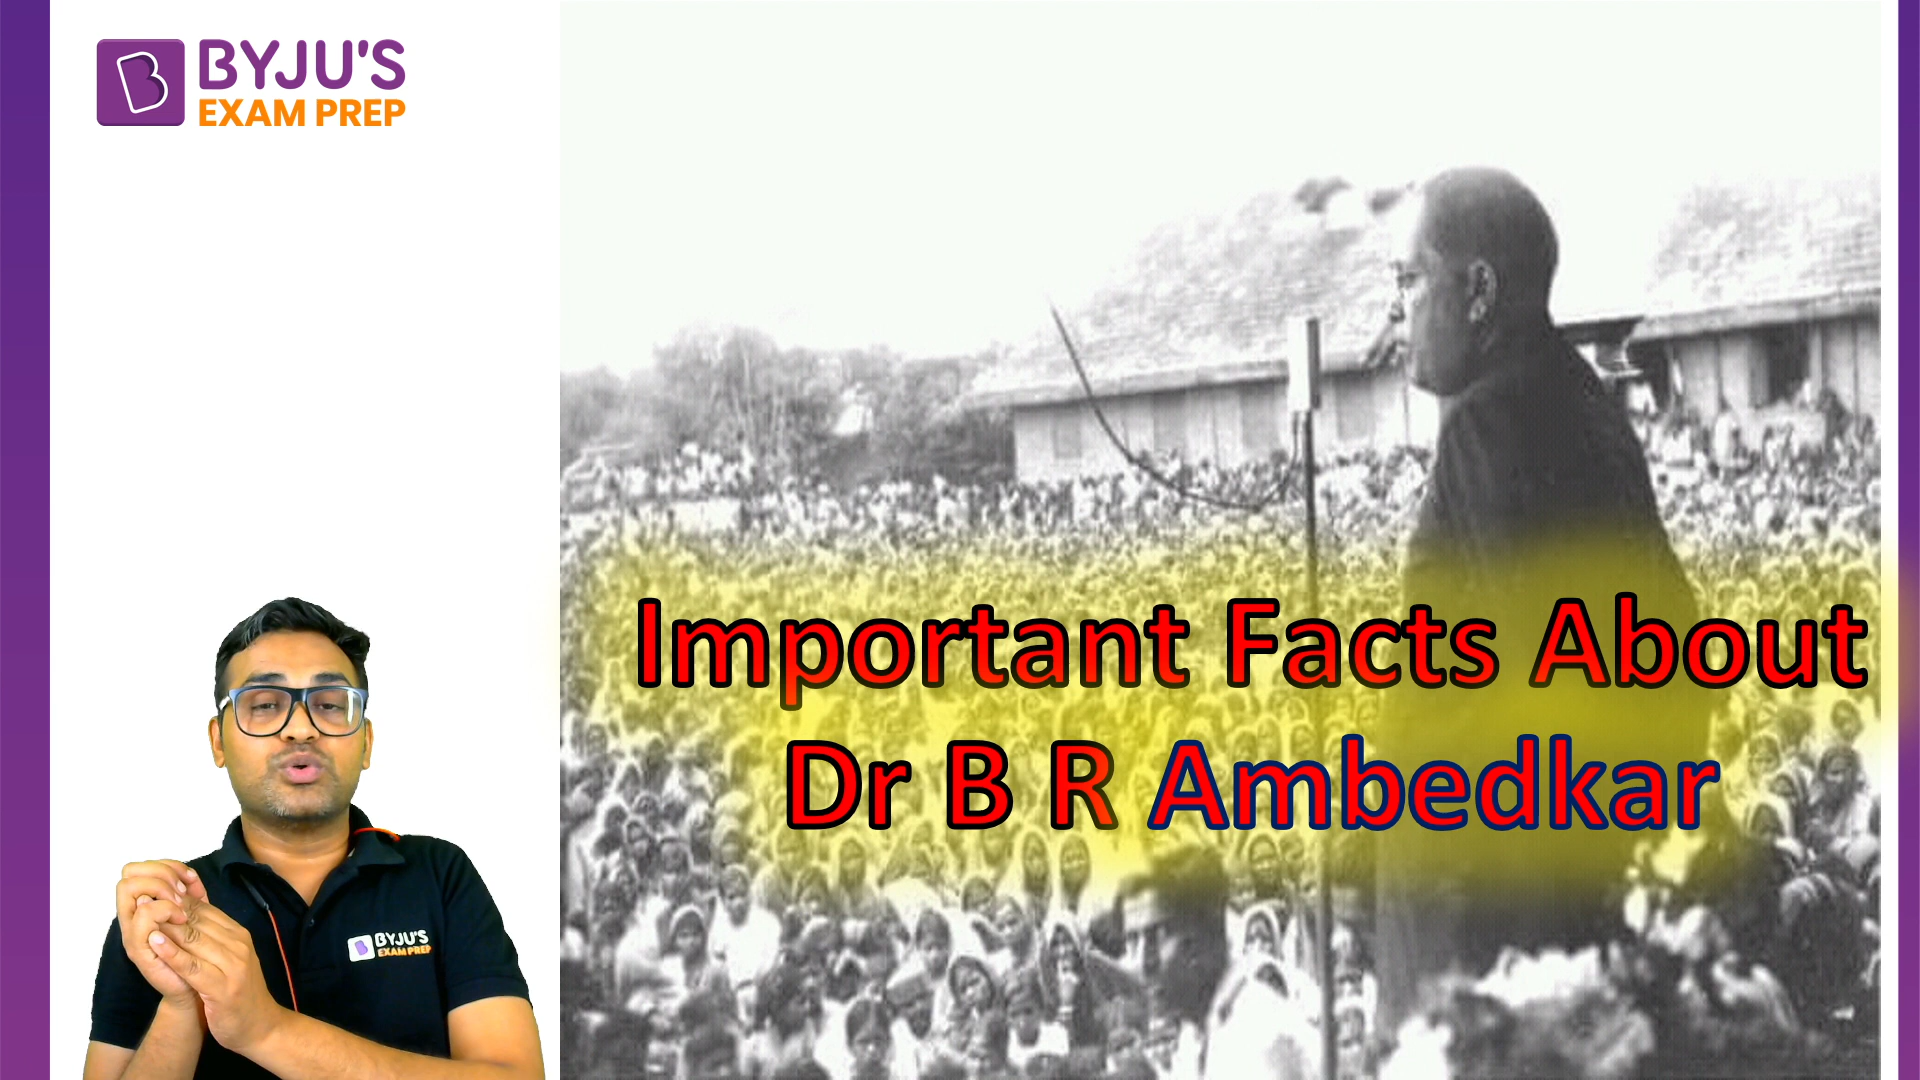 BYJU'S
EXAM PREP
Important Facts About
Dr B R Ambedkar
BYJU'S
EXAM PREP